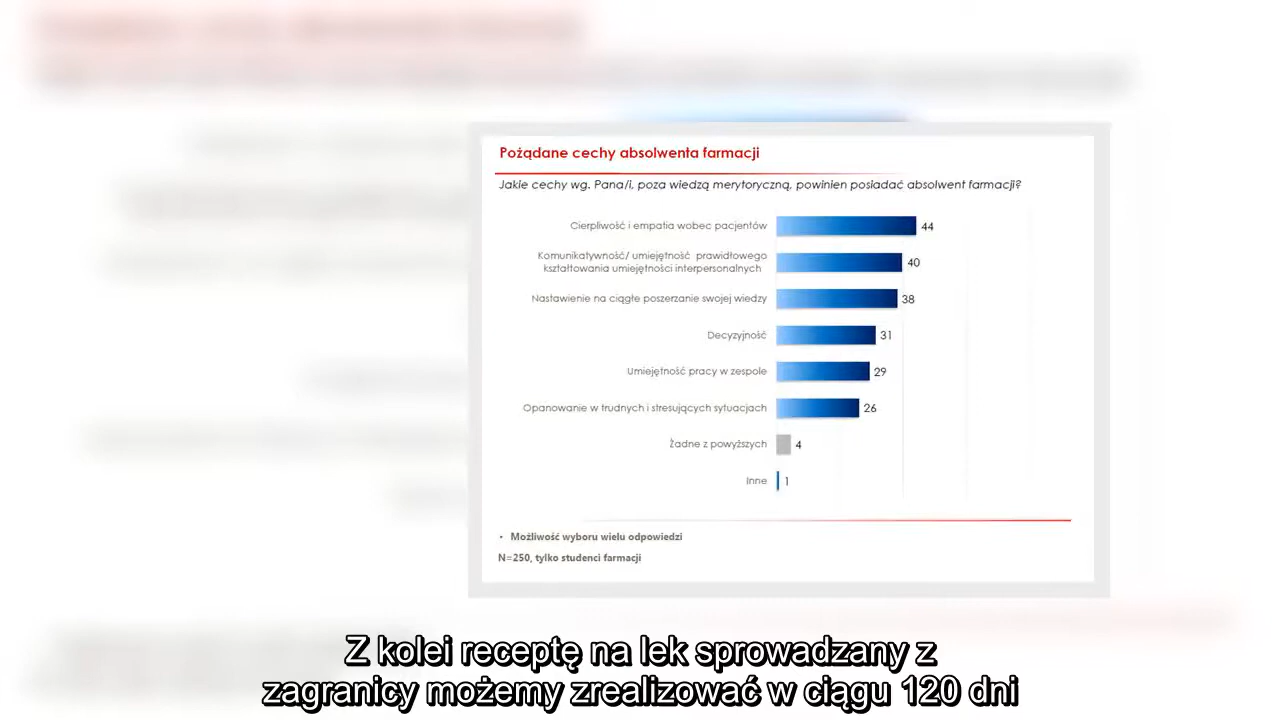 Pożądane cechy absolwenta farmacji
Jakie cechy wg. Pana/i, poza wiedzą merytoryczną, powinien posiadać absolwent farmacji?
Cierpliwość i empatia wobec pacjentów 44
Komunikatywność/ umiejętność prawidłowego
kształtowania umiejętności interpersonalnych 40
Nastawienie na ciągłe poszerzanie swojej wiedzy 38
Decyzyjność 31
Umiejętność pracy w zespole 29
Opanowanie w trudnych i stresujących sytuacjach 26
Żadne z powyższych 4
Inne 1
• Możliwość wyboru wielu odpowiedzi
N=250, tylko studenci farmacji
Z kolei receptę na lek sprowadzany z
zagranicy możemy zrealizować w ciągu 120 dni